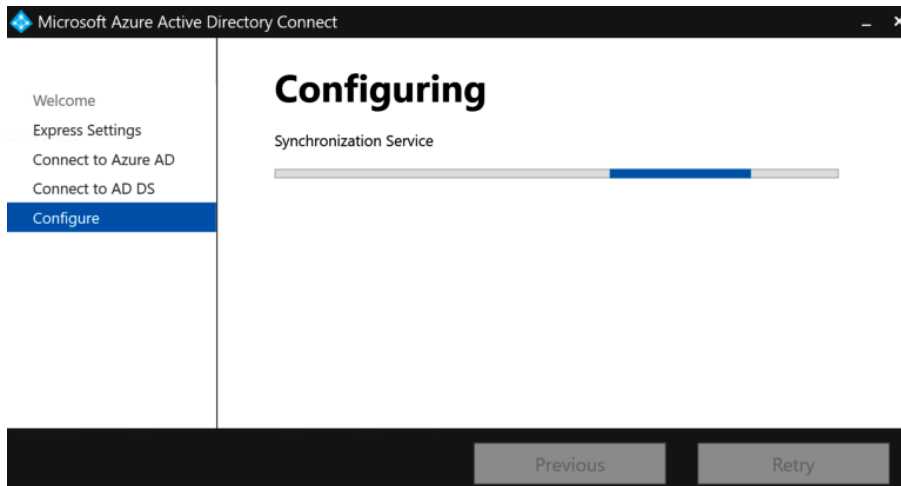 Microsoft Azure Active Directory Connect
Welcome
Express Settings
Connect to Azure AD
Connect to AD DS
Configure
Configuring
Synchronization Service
Previous
Retry